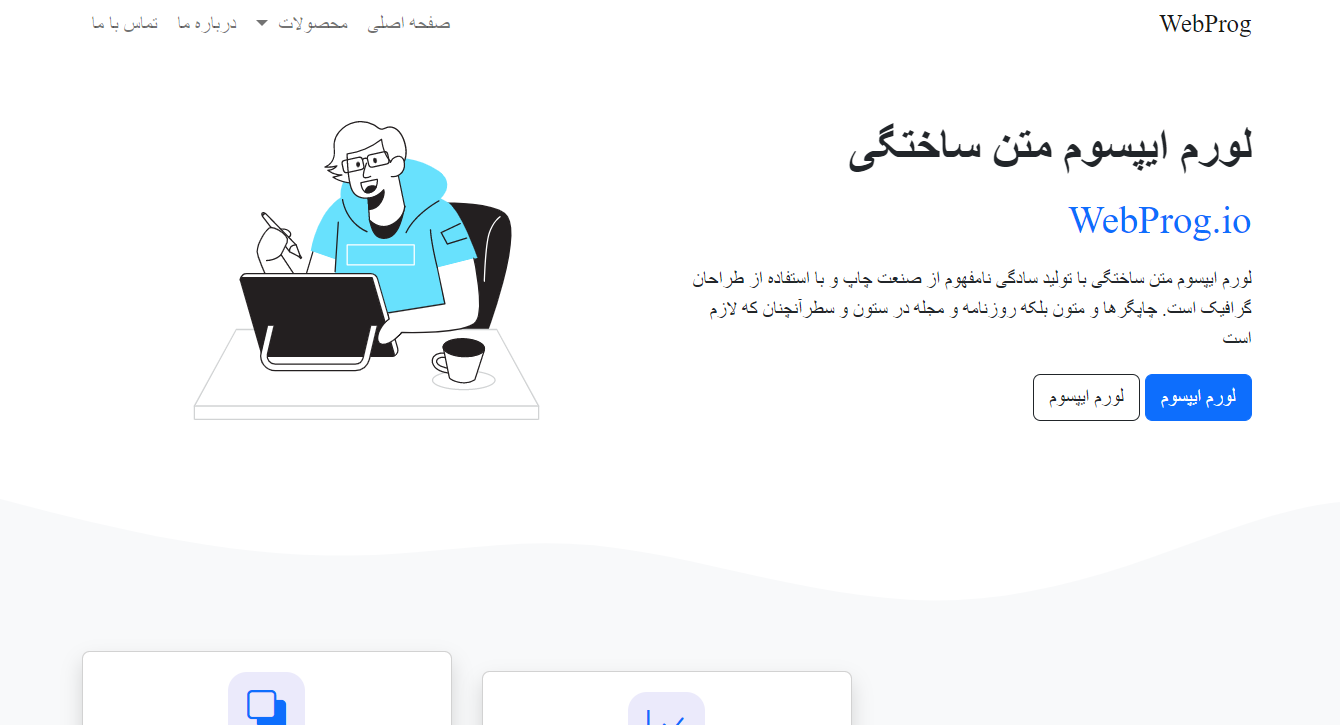 WebProg
صفحه اصلی
محصولات
درباره ما
تماس با ما
لورم ایپسوم متن ساختگی
WebProg.io
لورم ایپسوم متن ساختگی با تولید سادگی نامفهوم از صنعت چاپ و با استفاده از طراحان
گرافیک است. چاپگرها و متون بلکه روزنامه و مجله در ستون و سطرآنچنان که لازم
است
لورم ایپسوم
لورم ایپسوم